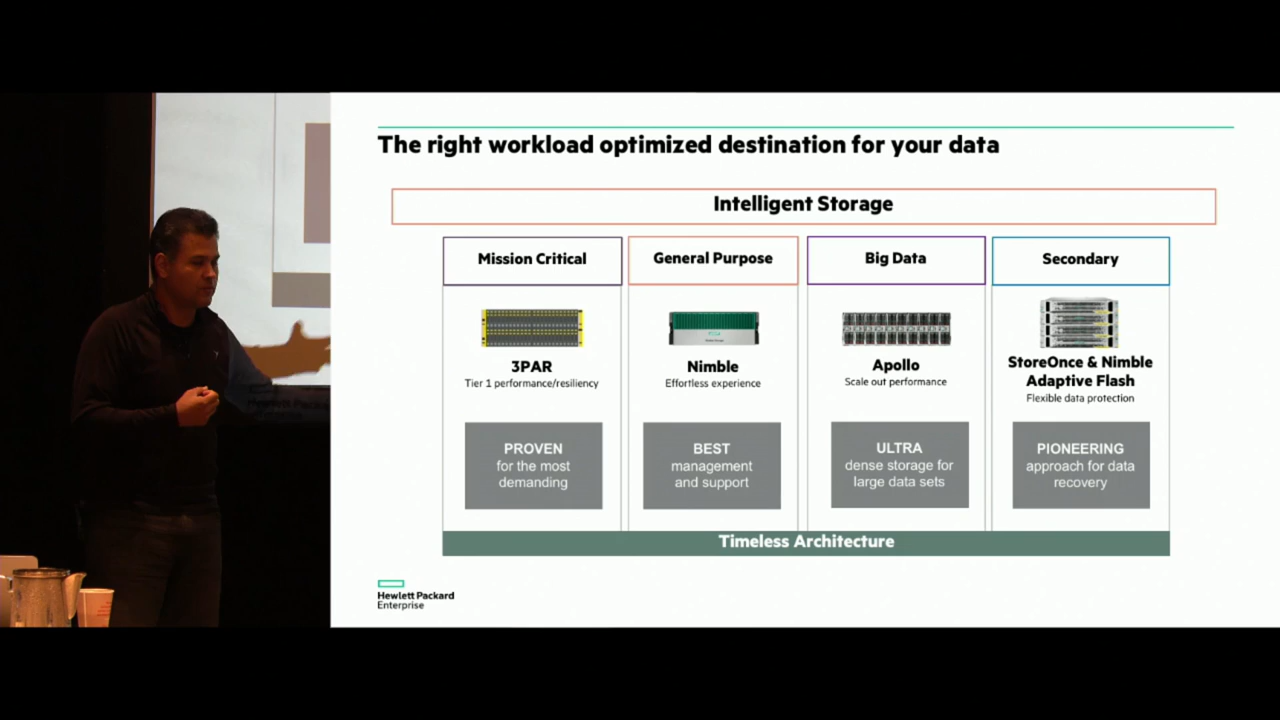 The right workload optimized destination for your data
Intelligent Storage
Mission Critical
General Purpose
Big Data
Secondary
3PAR
Tier 1 performance/resiliency
Nimble
Effortless experience
Apollo
Scale out performance
StoreOnce & Nimble
Adaptive Flash
Flexible data protection
PROVEN
for the most
demanding
BEST
management
and support
ULTRA
dense storage for
large data sets
PIONEERING
approach for data
recovery
Timeless Architecture
Hewlett Packard
Enterprise